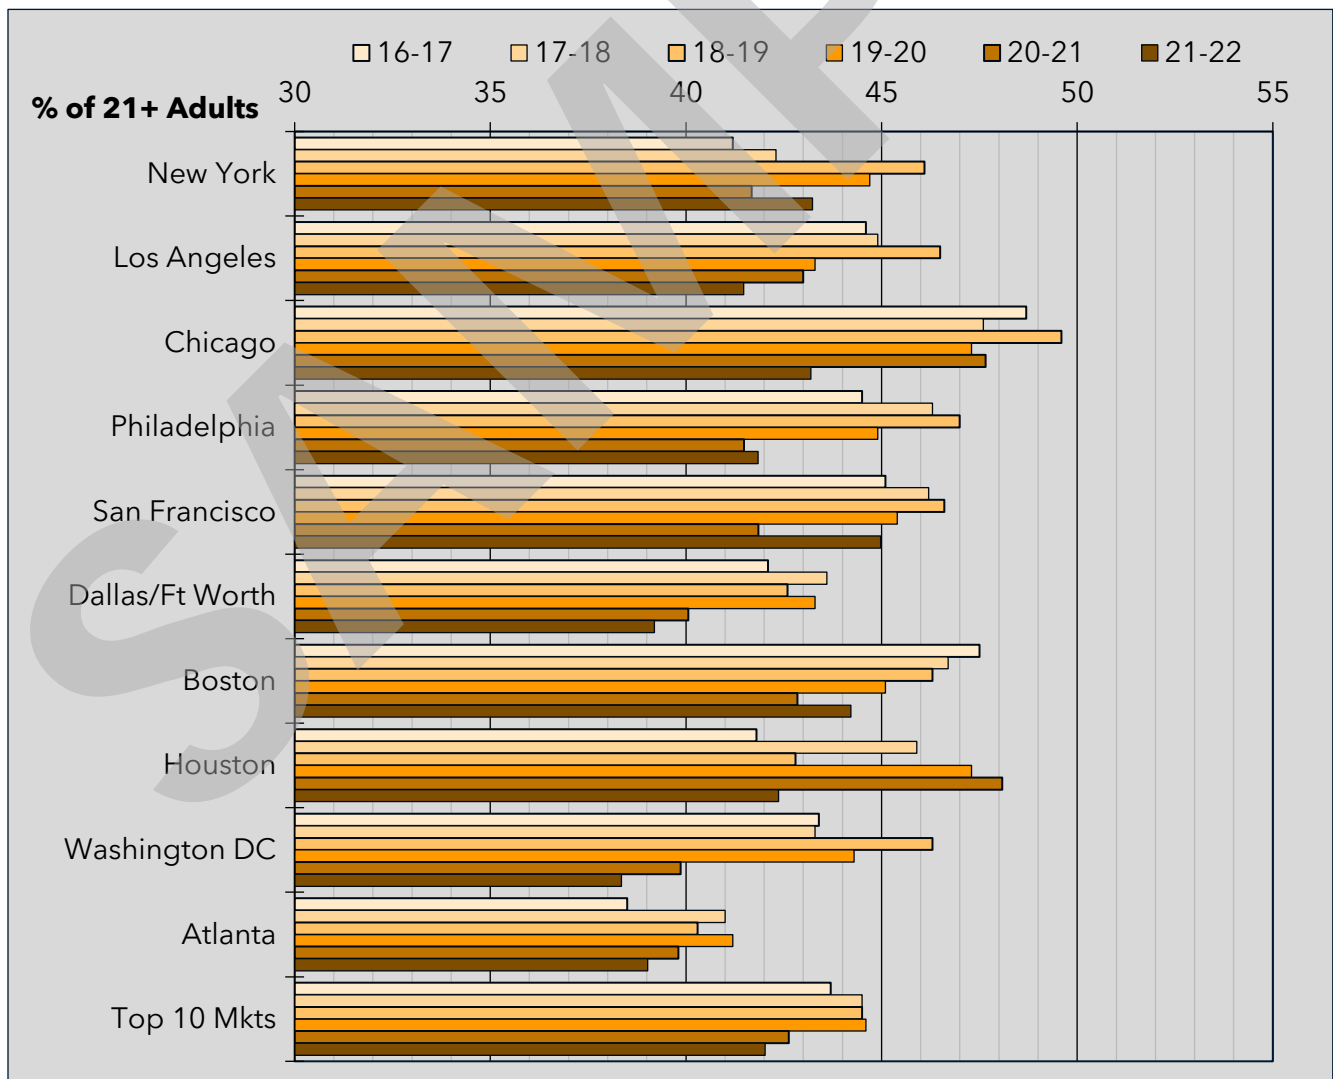 16-17 17-18 18-19 19-20 20-21 21-22
30 35 40 45 50 55
% of 21+ Adults
New York
Los Angeles
Chicago
Philadelphia
San Francisco
Dallas/Ft Worth
Boston
Houston
Washington DC
Atlanta
Top 10 Mkts